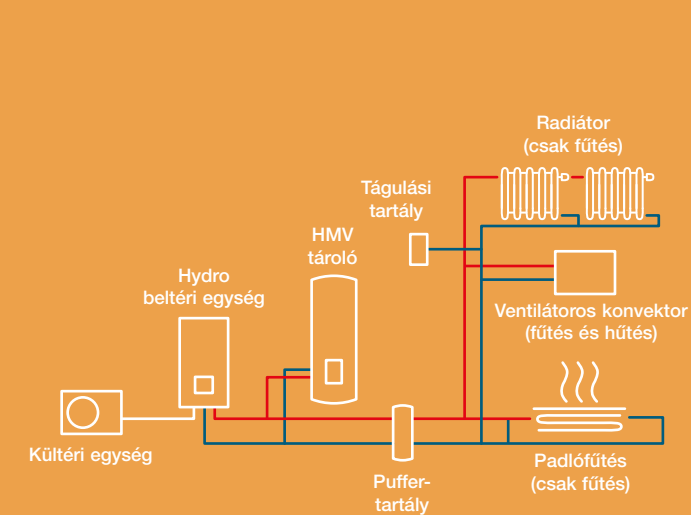 Radiátor
(csak fűtés)
Tágulási
tartály
HMV
tároló
Hydro
beltéri egység
Ventilátoros konvektor
(fűtés és hűtés)
Kültéri egység
Padlófűtés
(csak fűtés)
Puffer-
tartály